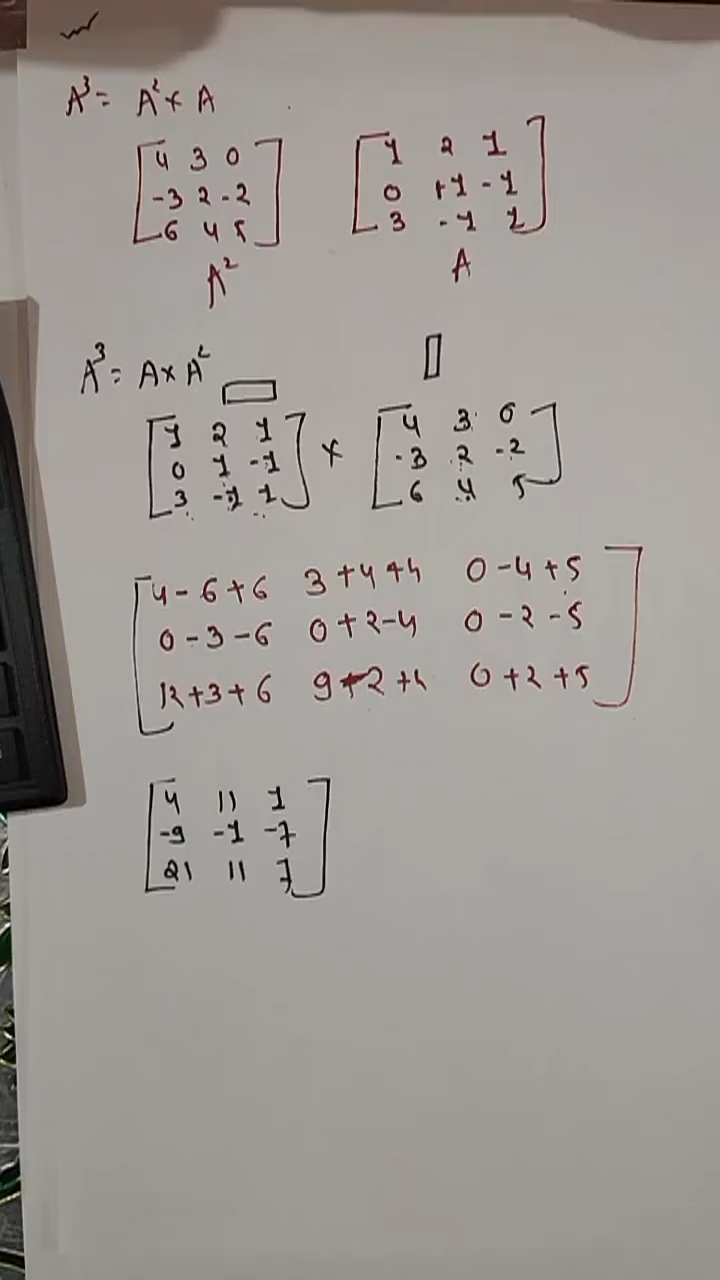 A³ = A² × A
[4 3 0] [1 2 1]
[-3 2 -2] [0 +1 -1]
[6 4 5] [3 -1 1]
A² A
A³ = A × A²
[1 2 1] × [4 3 0]
[0 1 -1] [-3 2 -2]
[3 -1 1] [6 4 5]
[4 - 6 + 6 3 + 4 + 4 0 - 4 + 5]
[0 - 3 - 6 0 + 2 - 4 0 - 2 - 5]
[12 + 3 + 6 9 - 2 + 4 0 + 2 + 5]
[4 11 1]
[-9 -1 -7]
[21 11 7]